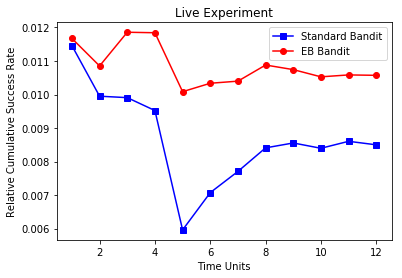 Live Experiment
Standard Bandit
EB Bandit
0.012
0.011
0.010
0.009
0.008
0.007
0.006
Relative Cumulative Success Rate
2 4 6 8 10 12
Time Units